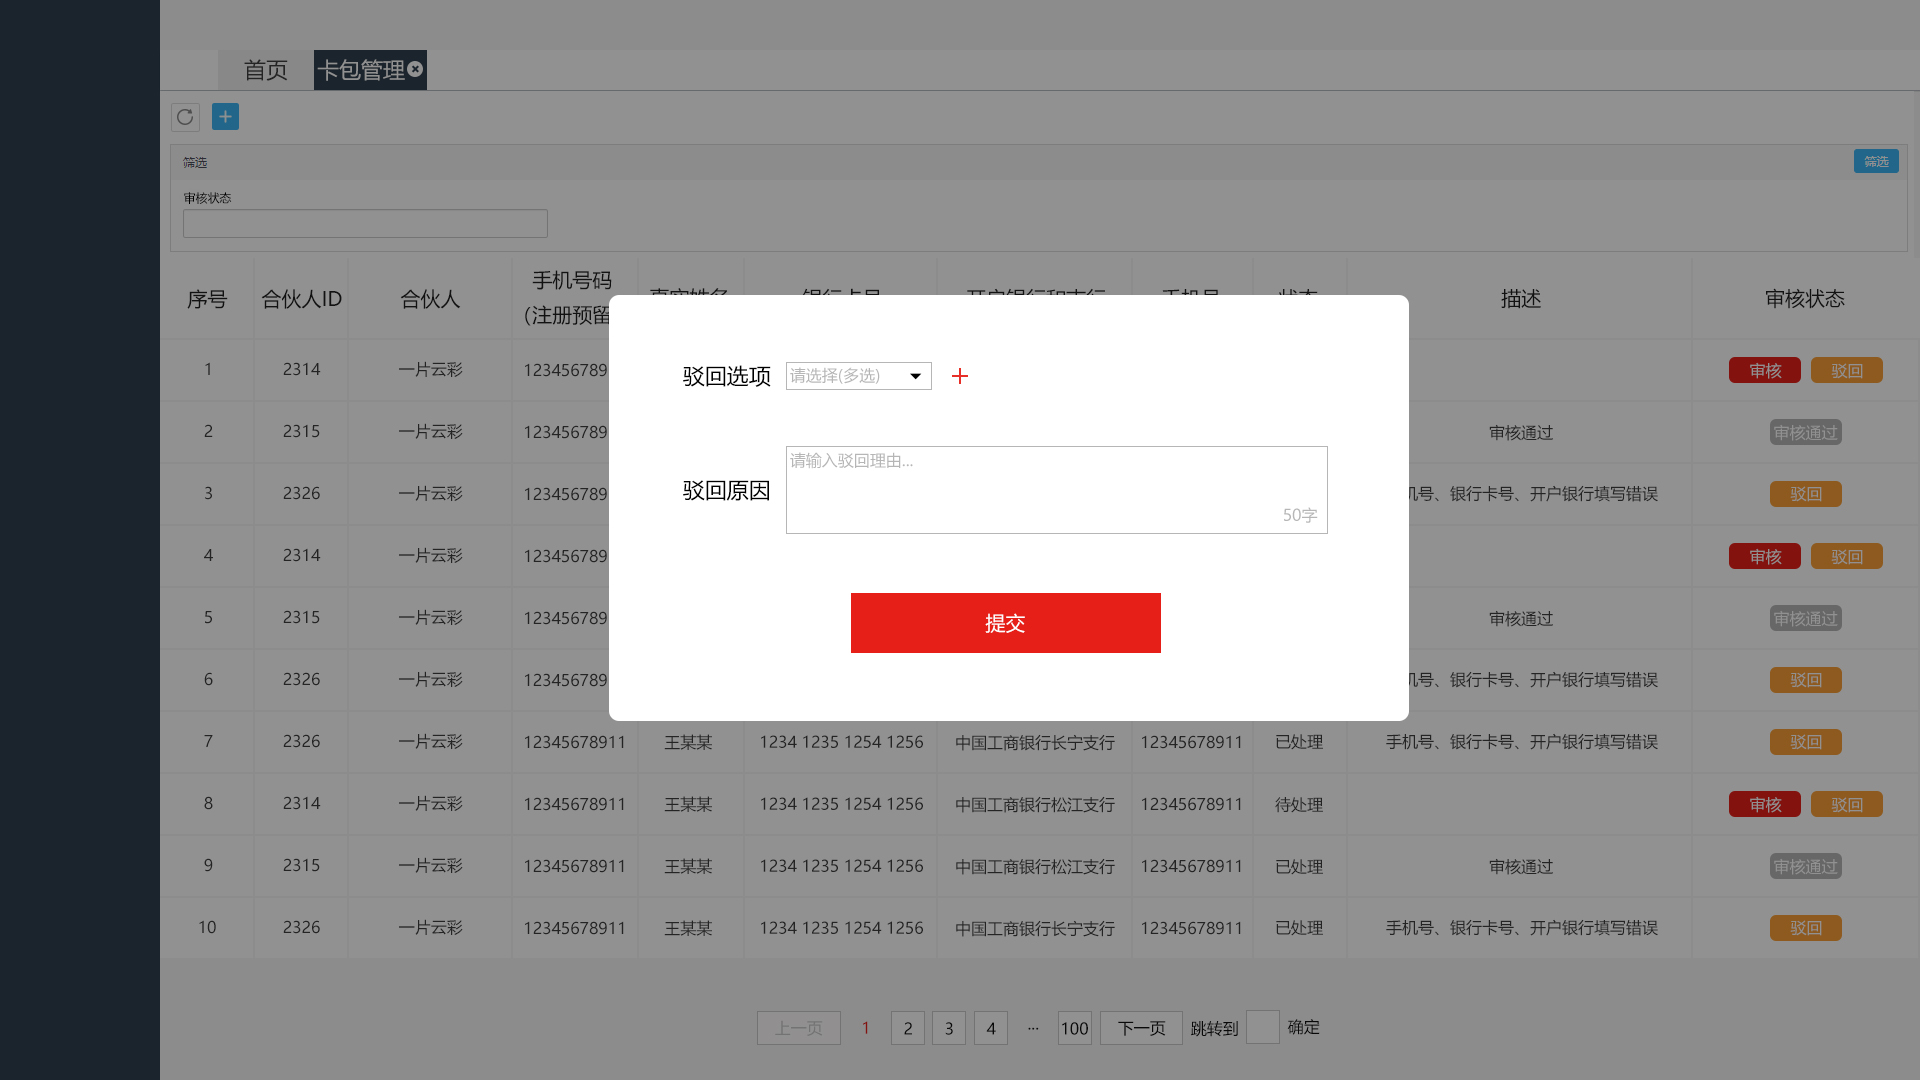 首页 卡包管理
筛选 筛选
审核状态
序号 合伙人ID 合伙人 手机号码 描述 审核状态
(注册预留
1 2314 一片云彩 123456789 审核 驳回
2 2315 一片云彩 123456789 审核通过 审核通过
3 2326 一片云彩 123456789 机号、银行卡号、开户银行填写错误 驳回
4 2314 一片云彩 123456789 审核 驳回
5 2315 一片云彩 123456789 审核通过 审核通过
6 2326 一片云彩 123456789 机号、银行卡号、开户银行填写错误 驳回
驳回选项 请选择(多选)
驳回原因 请输入驳回理由...
50字
提交
7 2326 一片云彩 12345678911 王某某 1234 1235 1254 1256 中国工商银行长宁支行 12345678911 已处理 手机号、银行卡号、开户银行填写错误 驳回
8 2314 一片云彩 12345678911 王某某 1234 1235 1254 1256 中国工商银行松江支行 12345678911 待处理 审核 驳回
9 2315 一片云彩 12345678911 王某某 1234 1235 1254 1256 中国工商银行松江支行 12345678911 已处理 审核通过 审核通过
10 2326 一片云彩 12345678911 王某某 1234 1235 1254 1256 中国工商银行长宁支行 12345678911 已处理 手机号、银行卡号、开户银行填写错误 驳回
上一页 1 2 3 4 ··· 100 下一页 跳转到 确定